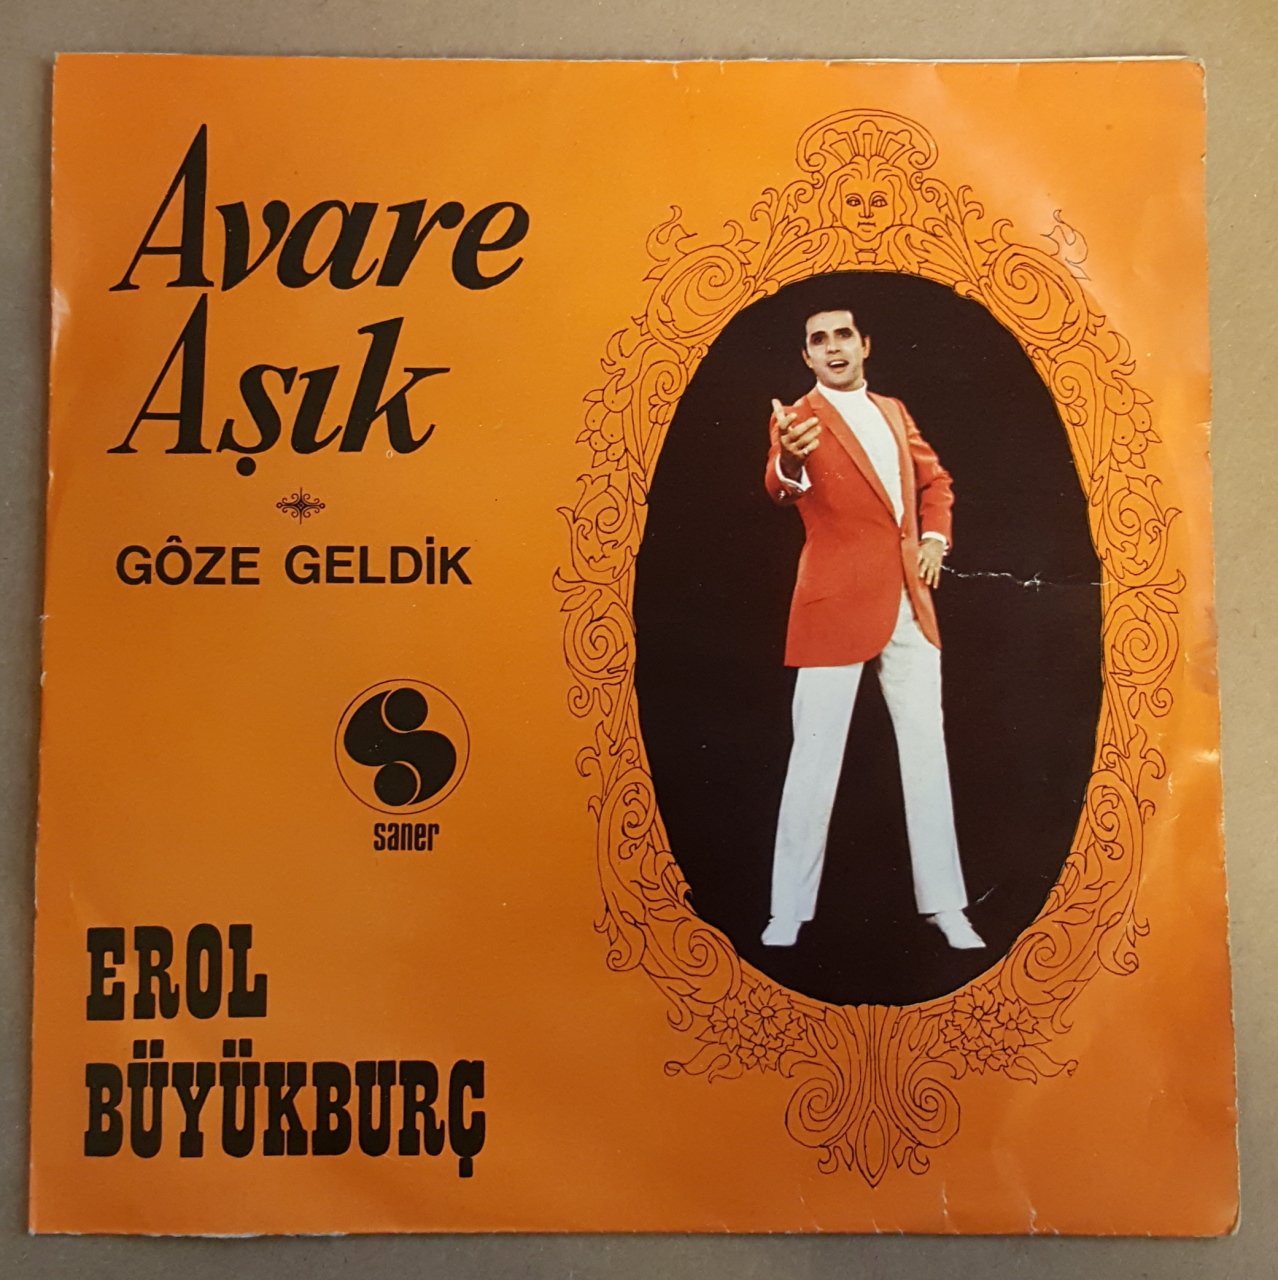 Avare
Aşık
GÔZE GELDİK
saner
EROL
BÜYÜKBURÇ